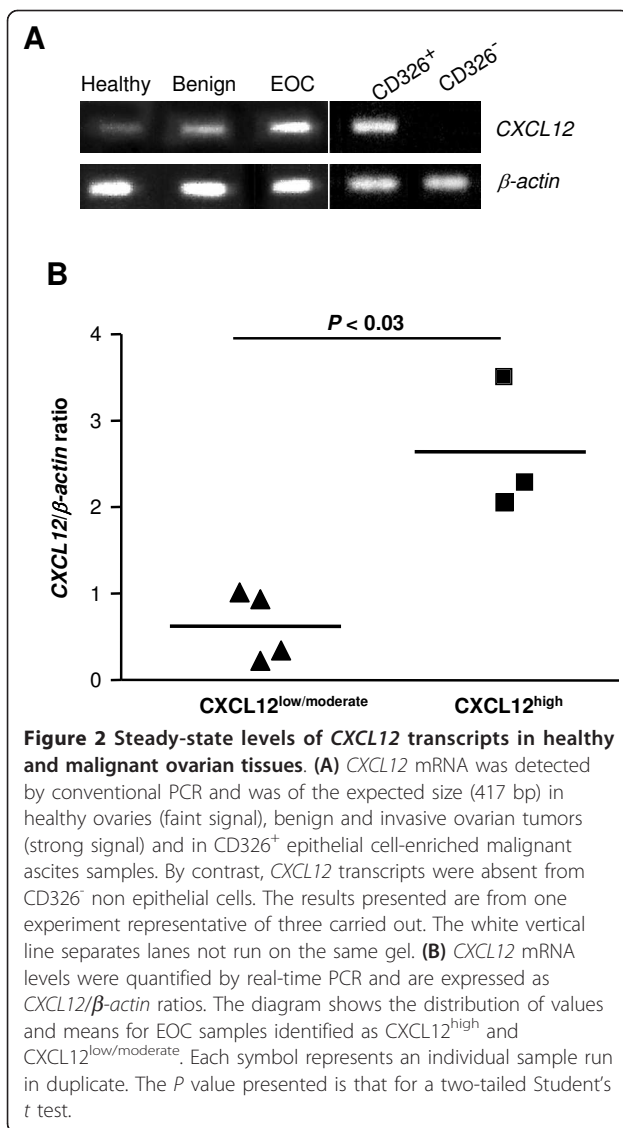 A
Healthy Benign EOC CD326⁺ CD326⁻
CXCL12
β-actin
B
P < 0.03
4
3
2
1
0
CXCL12/β-actin ratio
CXCL12low/moderate CXCL12high
Figure 2 Steady-state levels of CXCL12 transcripts in healthy
and malignant ovarian tissues. (A) CXCL12 mRNA was detected
by conventional PCR and was of the expected size (417 bp) in
healthy ovaries (faint signal), benign and invasive ovarian tumors
(strong signal) and in CD326⁺ epithelial cell-enriched malignant
ascites samples. By contrast, CXCL12 transcripts were absent from
CD326⁻ non epithelial cells. The results presented are from one
experiment representative of three carried out. The white vertical
line separates lanes not run on the same gel. (B) CXCL12 mRNA
levels were quantified by real-time PCR and are expressed as
CXCL12/β-actin ratios. The diagram shows the distribution of values
and means for EOC samples identified as CXCL12high and
CXCL12low/moderate. Each symbol represents an individual sample run
in duplicate. The P value presented is that for a two-tailed Student's
t test.